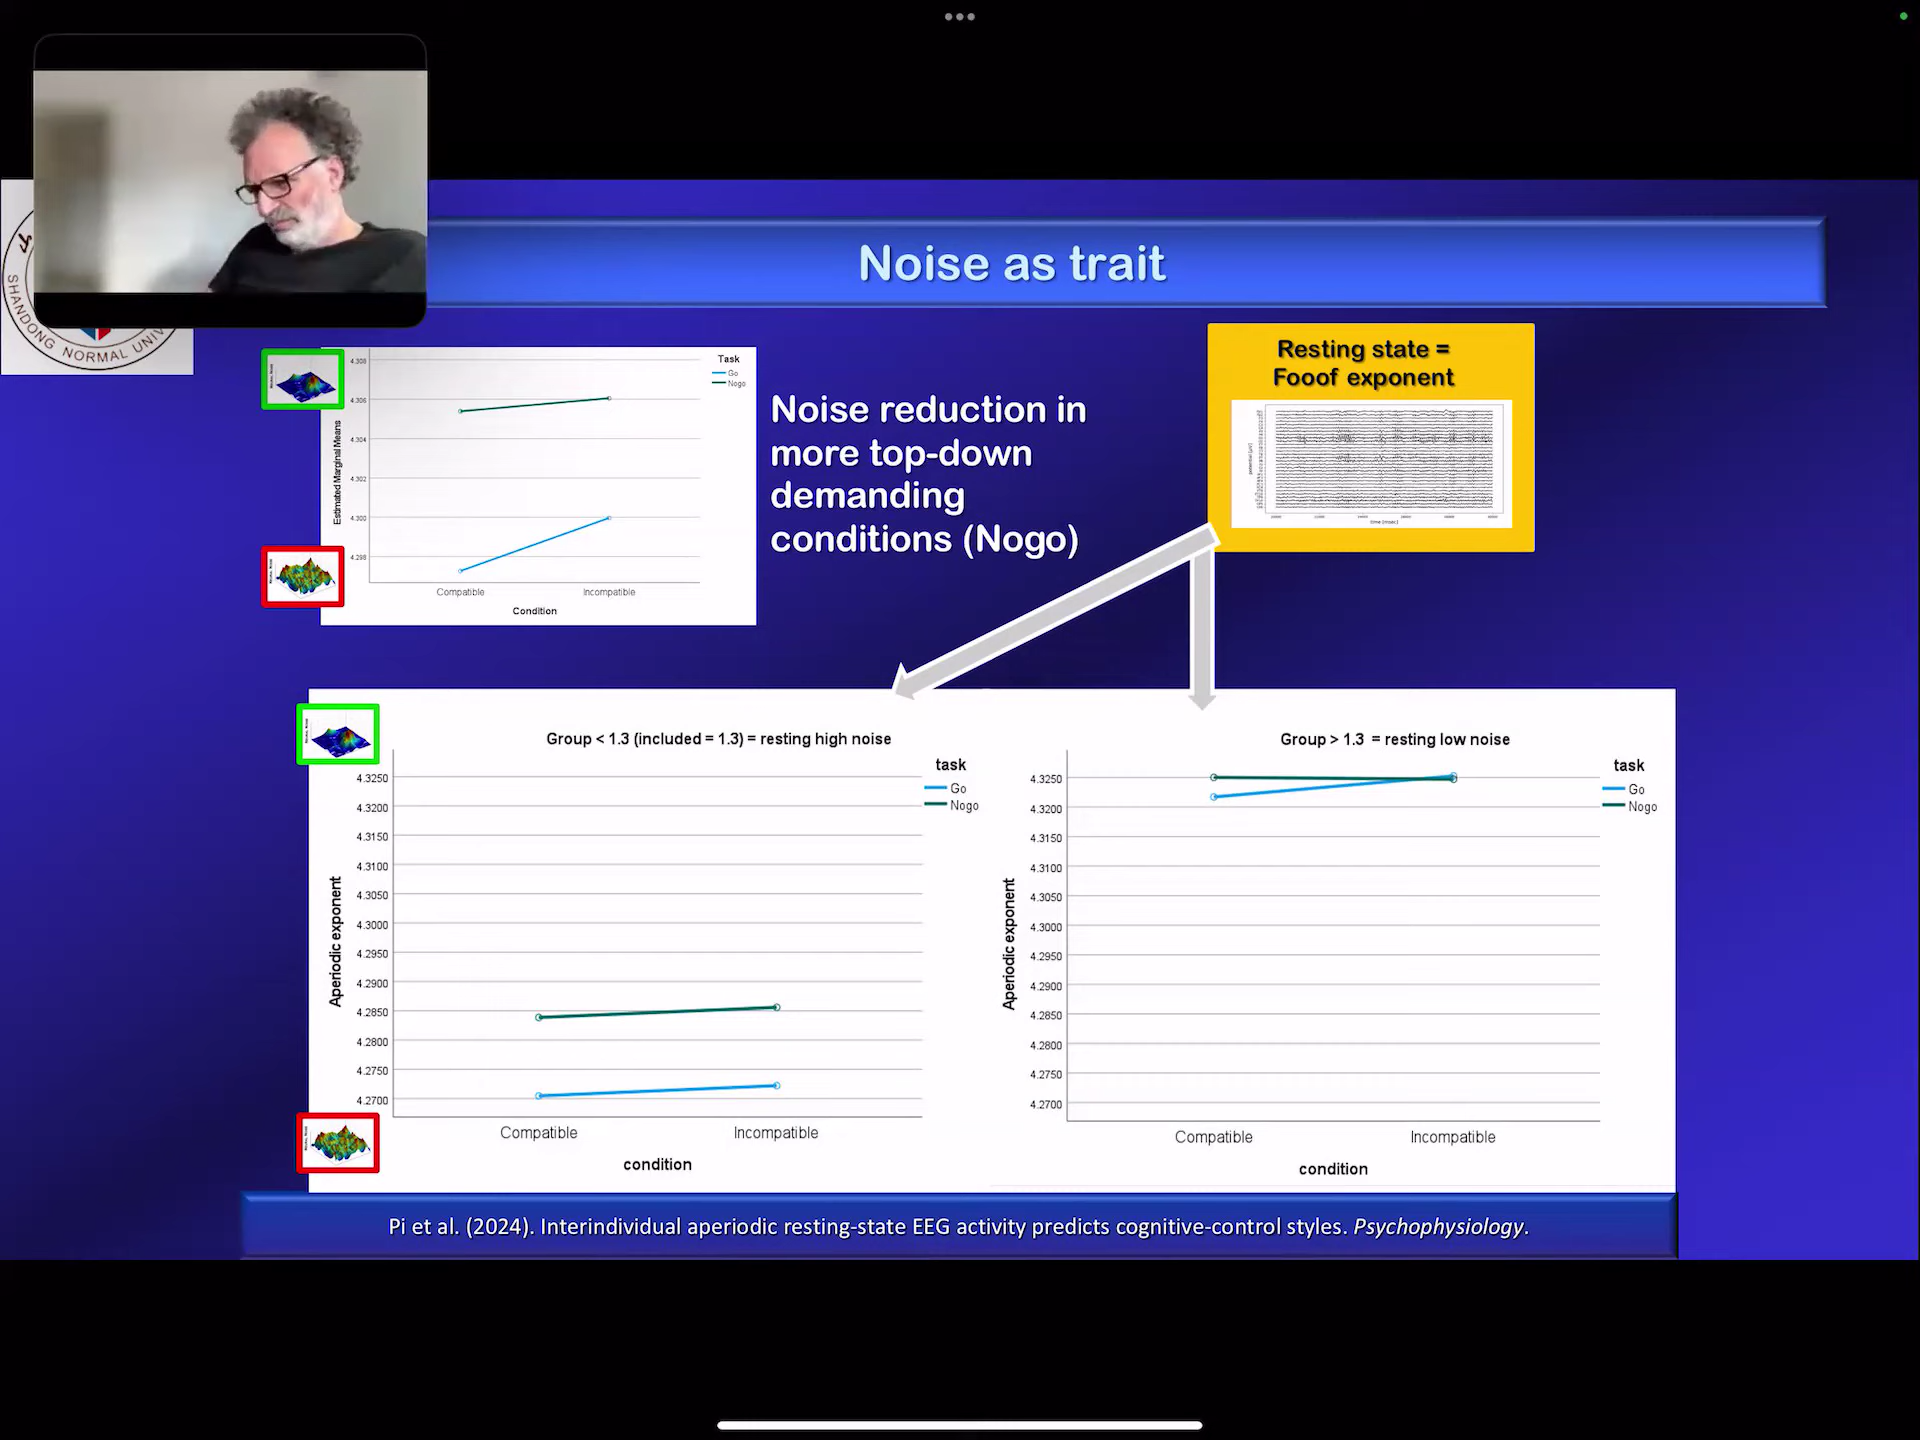 Noise as trait
SHANDONG NORMAL UNIV
Resting state =
Fooof exponent
Noise reduction in
more top-down
demanding
conditions (Nogo)
Task
Go
Nogo
Estimated Marginal Means
4.308
4.306
4.304
4.302
4.300
4.298
Compatible
Incompatible
Condition
time [msec]
Group < 1.3 (included = 1.3) = resting high noise
task
Go
Nogo
Aperiodic exponent
4.3250
4.3200
4.3150
4.3100
4.3050
4.3000
4.2950
4.2900
4.2850
4.2800
4.2750
4.2700
Compatible
Incompatible
condition
Group > 1.3 = resting low noise
task
Go
Nogo
Aperiodic exponent
4.3250
4.3200
4.3150
4.3100
4.3050
4.3000
4.2950
4.2900
4.2850
4.2800
4.2750
4.2700
Compatible
Incompatible
condition
Pi et al. (2024). Interindividual aperiodic resting-state EEG activity predicts cognitive-control styles. Psychophysiology.